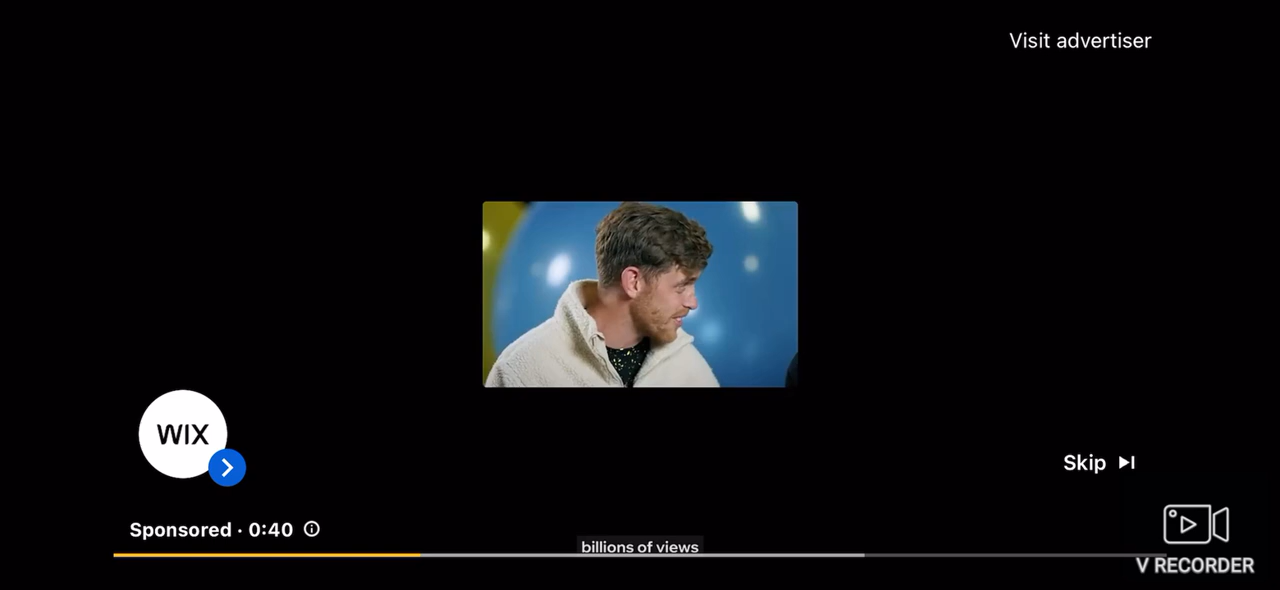 Visit advertiser
WIX
Skip
Sponsored · 0:40
billions of views
V RECORDER